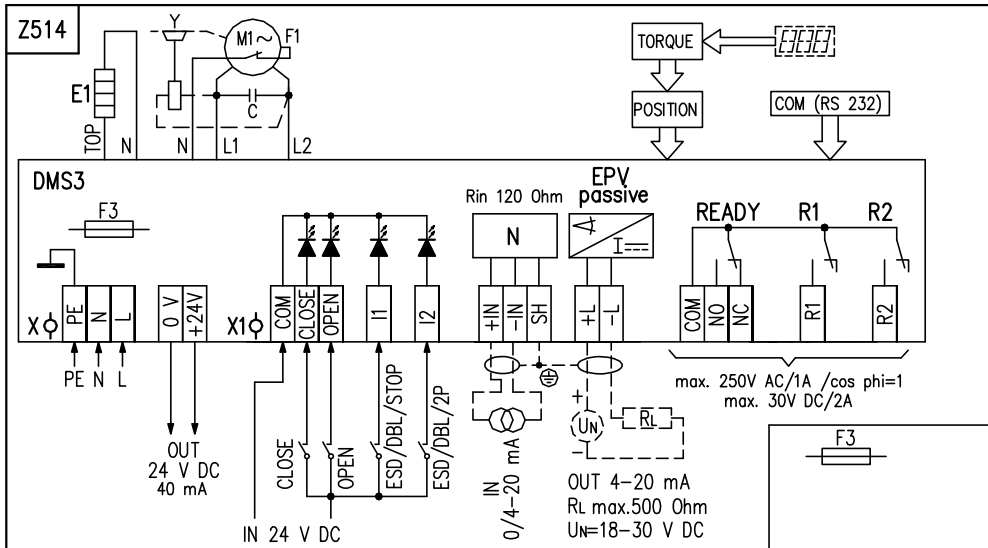 Z514
Y
M1 ~
F1
E1
C
TOP
N
N
L1
L2
TORQUE
POSITION
COM (RS 232)
DMS3
F3
Rin 120 Ohm
N
EPV
passive
I
READY
R1
R2
X
PE
N
L
0 V
+24V
X1
COM
CLOSE
OPEN
I1
I2
+IN
-IN
SH
+L
-L
COM
NO
NC
R1
R2
PE N L
OUT
24 V DC
40 mA
IN 24 V DC
CLOSE
OPEN
ESD/DBL/STOP
ESD/DBL/2P
IN
0/4-20 mA
+
UN
-
RL
OUT 4-20 mA
RL max.500 Ohm
UN=18-30 V DC
max. 250V AC/1A /cos phi=1
max. 30V DC/2A
F3